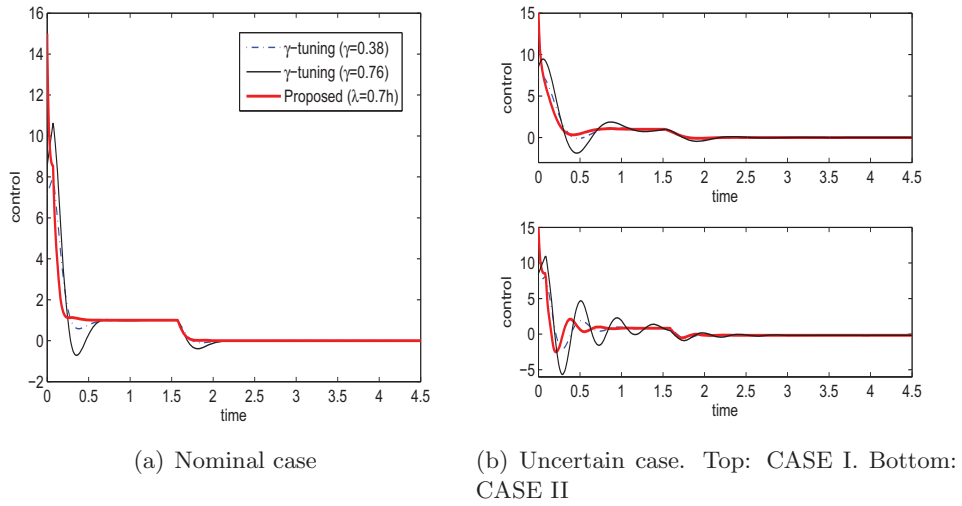 16
14
12
10
8
6
4
2
0
−2
control
0 0.5 1 1.5 2 2.5 3 3.5 4 4.5
time
γ−tuning (γ=0.38)
γ−tuning (γ=0.76)
Proposed (λ=0.7h)
(a) Nominal case
15
10
5
0
control
0 0.5 1 1.5 2 2.5 3 3.5 4 4.5
time
15
10
5
0
−5
control
0 0.5 1 1.5 2 2.5 3 3.5 4 4.5
time
(b) Uncertain case. Top: CASE I. Bottom:
CASE II